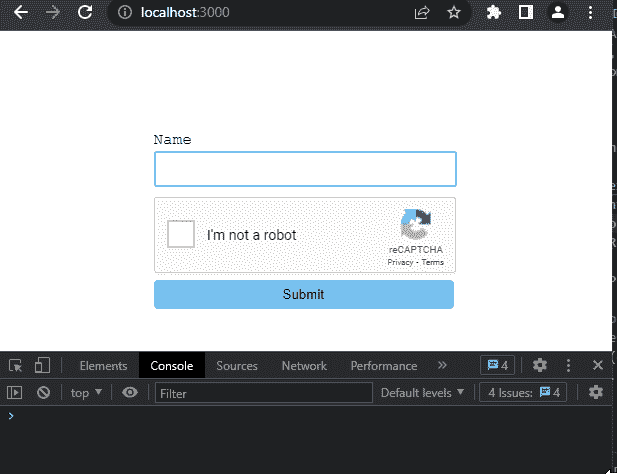 localhost:3000
Name
I'm not a robot
reCAPTCHA
Privacy - Terms
Submit
Elements Console Sources Network Performance » 4
top Filter Default levels 4 Issues: 4